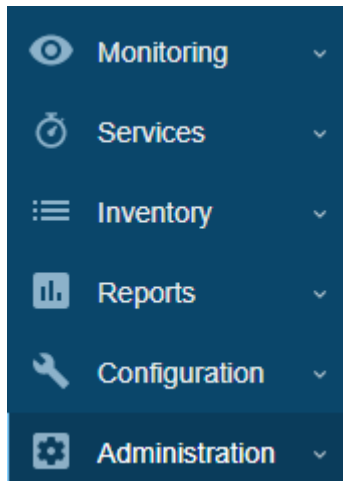 Monitoring
Services
Inventory
Reports
Configuration
Administration